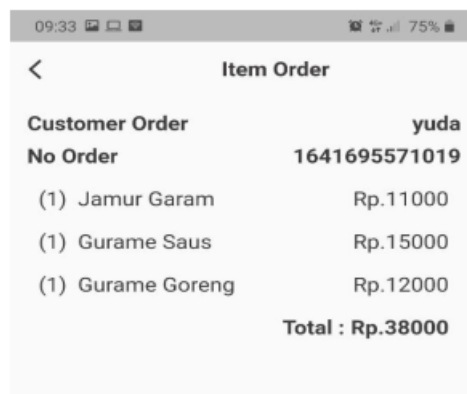 09:33 75%
Item Order
Customer Order yuda
No Order 1641695571019
(1) Jamur Garam Rp.11000
(1) Gurame Saus Rp.15000
(1) Gurame Goreng Rp.12000
Total : Rp.38000